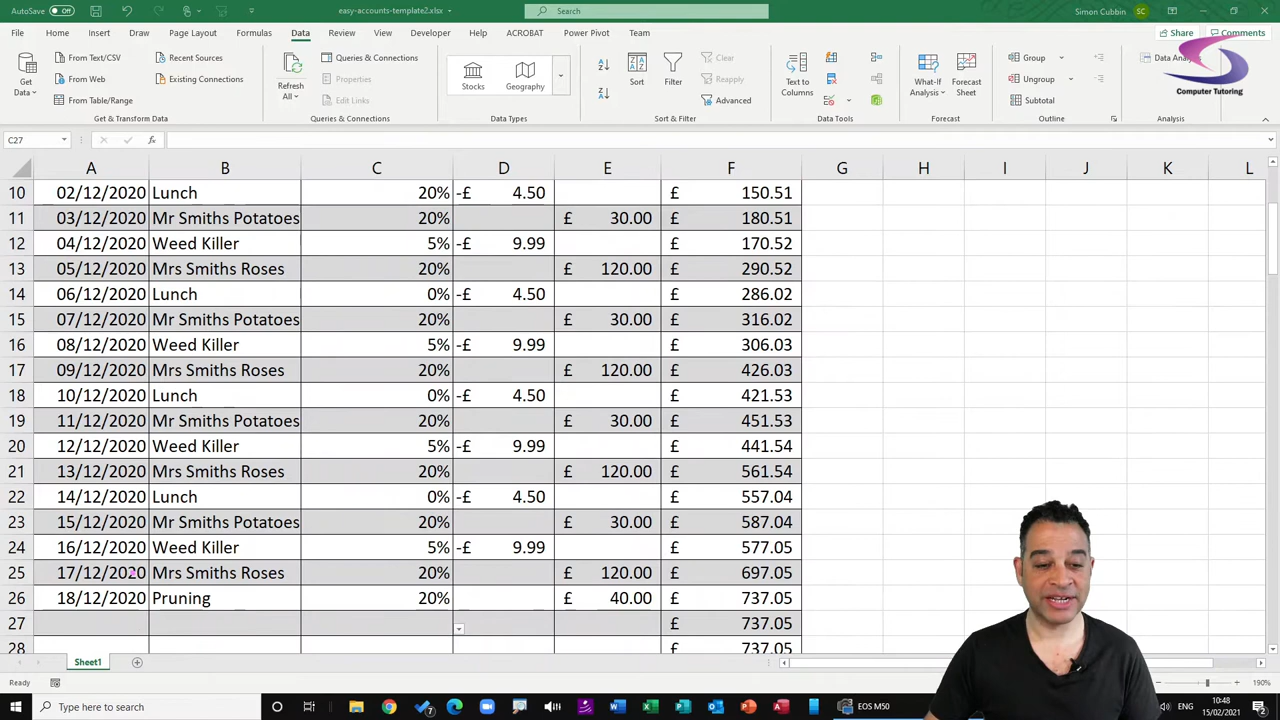 AutoSave Off easy-accounts-template2.xlsx Search Simon Cubbin SC
File Home Insert Draw Page Layout Formulas Data Review View Developer Help ACROBAT Power Pivot Team Share Comments
Get Data From Text/CSV From Web From Table/Range Recent Sources Existing Connections
Refresh All Queries & Connections Properties Edit Links
Stocks Geography
Sort Filter Clear Reapply Advanced
Text to Columns
What-If Analysis Forecast Sheet
Group Ungroup Subtotal
Data Analysis
Computer Tutoring
Get & Transform Data Queries & Connections Data Types Sort & Filter Data Tools Forecast Outline Analysis
C27 fx
A B C D E F G H I J K L
10 02/12/2020 Lunch 20% -£ 4.50 £ 150.51
11 03/12/2020 Mr Smiths Potatoes 20% £ 30.00 £ 180.51
12 04/12/2020 Weed Killer 5% -£ 9.99 £ 170.52
13 05/12/2020 Mrs Smiths Roses 20% £ 120.00 £ 290.52
14 06/12/2020 Lunch 0% -£ 4.50 £ 286.02
15 07/12/2020 Mr Smiths Potatoes 20% £ 30.00 £ 316.02
16 08/12/2020 Weed Killer 5% -£ 9.99 £ 306.03
17 09/12/2020 Mrs Smiths Roses 20% £ 120.00 £ 426.03
18 10/12/2020 Lunch 0% -£ 4.50 £ 421.53
19 11/12/2020 Mr Smiths Potatoes 20% £ 30.00 £ 451.53
20 12/12/2020 Weed Killer 5% -£ 9.99 £ 441.54
21 13/12/2020 Mrs Smiths Roses 20% £ 120.00 £ 561.54
22 14/12/2020 Lunch 0% -£ 4.50 £ 557.04
23 15/12/2020 Mr Smiths Potatoes 20% £ 30.00 £ 587.04
24 16/12/2020 Weed Killer 5% -£ 9.99 £ 577.05
25 17/12/2020 Mrs Smiths Roses 20% £ 120.00 £ 697.05
26 18/12/2020 Pruning 20% £ 40.00 £ 737.05
27 £ 737.05
28 £ 737.05
Sheet1
Ready 190%
Type here to search EOS M50 10:48
15/02/2021